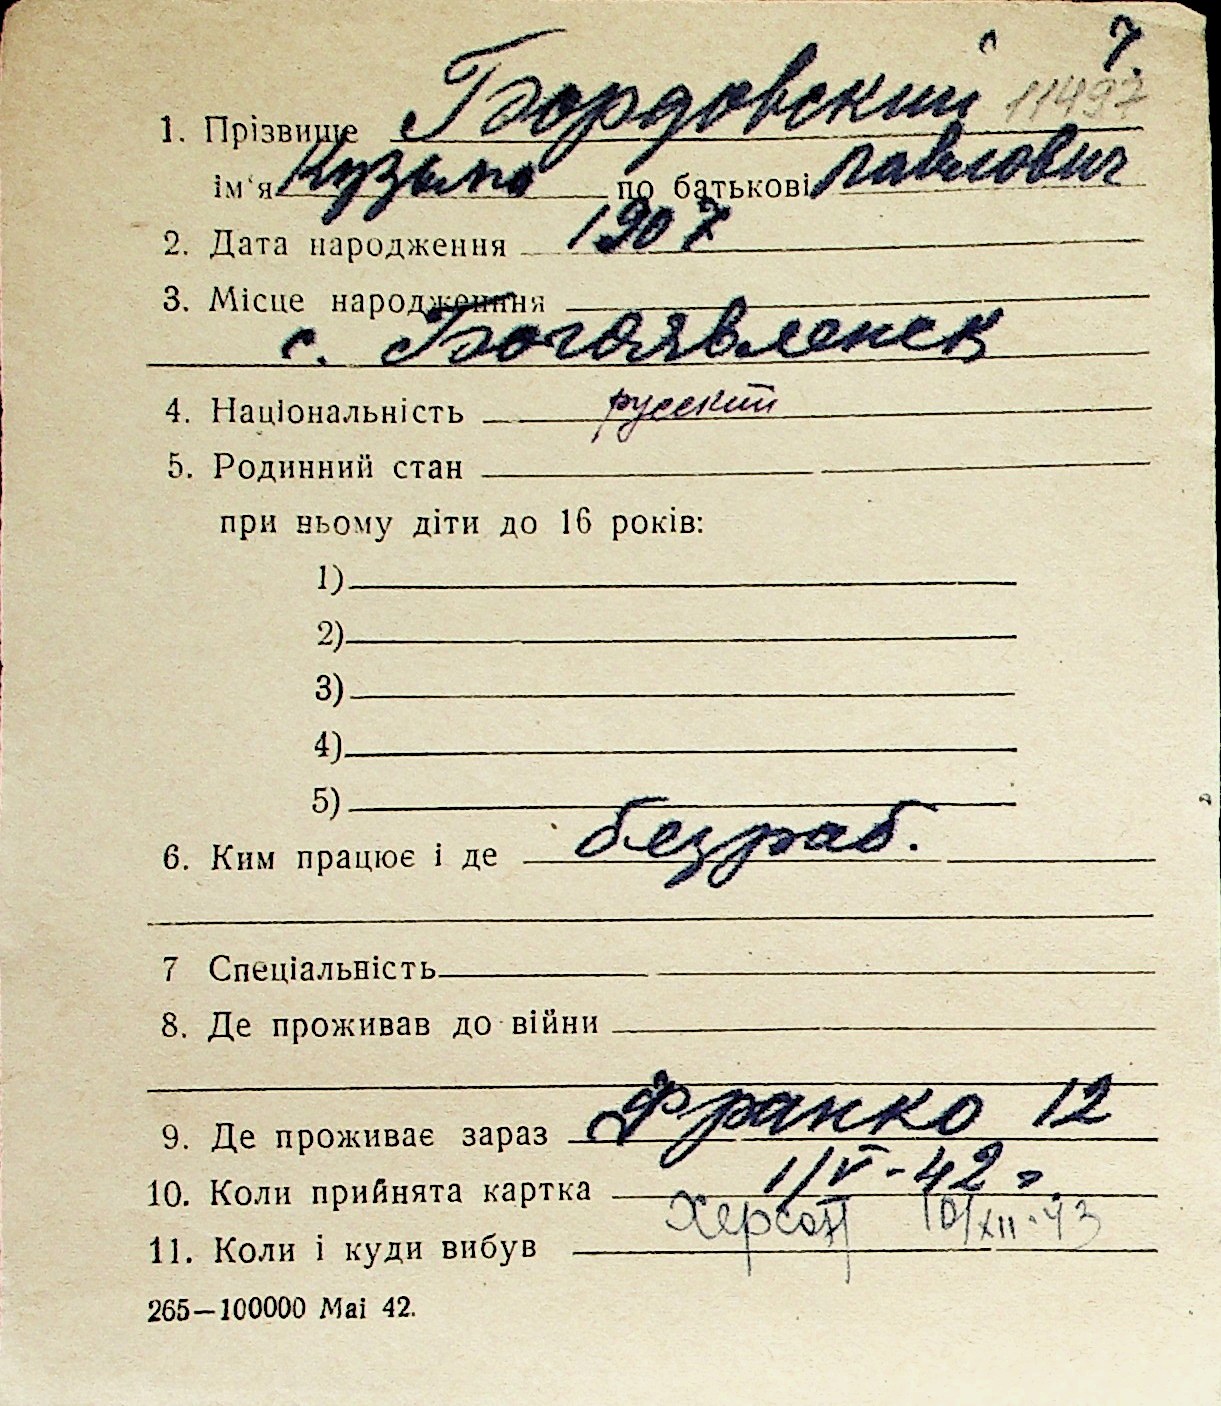 7.
1. Прізвище Бордовский 11497
ім'я Кузьма по батькові Павлович
2. Дата народження 1907
3. Місце народження
с. Богоявленск
4. Національність русский
5. Родинний стан
при ньому діти до 16 років:
1)
2)
3)
4)
5)
6. Ким працює і де безраб.
7 Спеціальність
8. Де проживав до війни
9. Де проживає зараз Франко 12
10. Коли прийнята картка 1/V-42 г.
11. Коли і куди вибув Херсон 10/XII-43
265—100000 Mai 42.